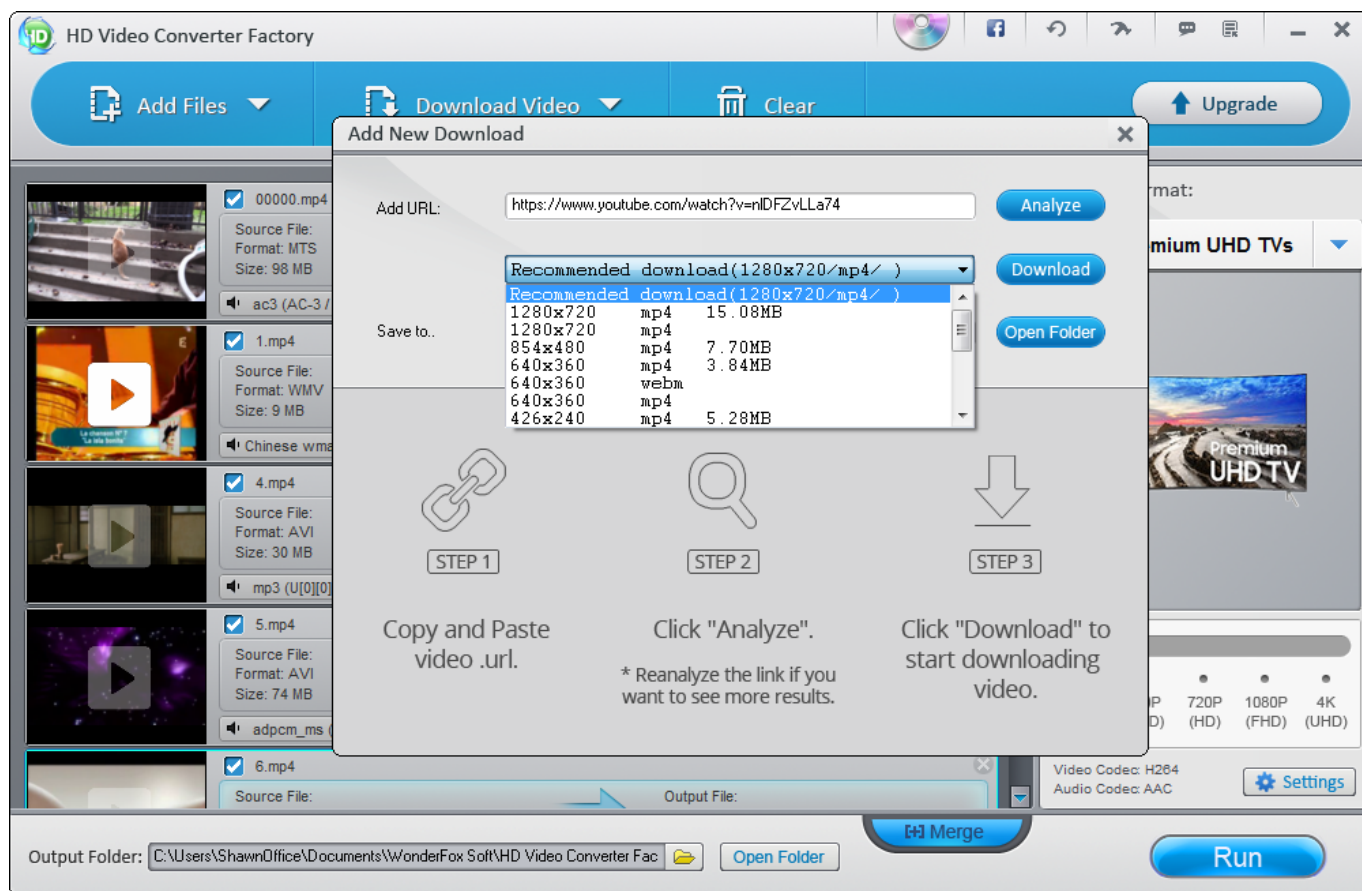 HD Video Converter Factory
Add Files
Download Video
Clear
Upgrade
Add New Download
Add URL:
https://www.youtube.com/watch?v=nIDFZvLLa74
Analyze
Recommended download(1280x720/mp4/ )
Download
Recommended download(1280x720/mp4/ )
1280x720 mp4 15.08MB
1280x720 mp4
854x480 mp4 7.70MB
640x360 mp4 3.84MB
640x360 webm
640x360 mp4
426x240 mp4 5.28MB
Save to..
Open Folder
STEP 1
Copy and Paste
video .url.
STEP 2
Click "Analyze".
* Reanalyze the link if you
want to see more results.
STEP 3
Click "Download" to
start downloading
video.
00000.mp4
Source File:
Format: MTS
Size: 98 MB
ac3 (AC-3 /
1.mp4
Source File:
Format: WMV
Size: 9 MB
Chinese wma
4.mp4
Source File:
Format: AVI
Size: 30 MB
mp3 (U[0][0]
5.mp4
Source File:
Format: AVI
Size: 74 MB
adpcm_ms (
6.mp4
Source File:
Output File:
rmat:
mium UHD TVs
Premium
UHD TV
P 720P 1080P 4K
D) (HD) (FHD) (UHD)
Video Codec: H264
Audio Codec: AAC
Settings
[+] Merge
Output Folder:
C:\Users\ShawnOffice\Documents\WonderFox Soft\HD Video Converter Fac
Open Folder
Run